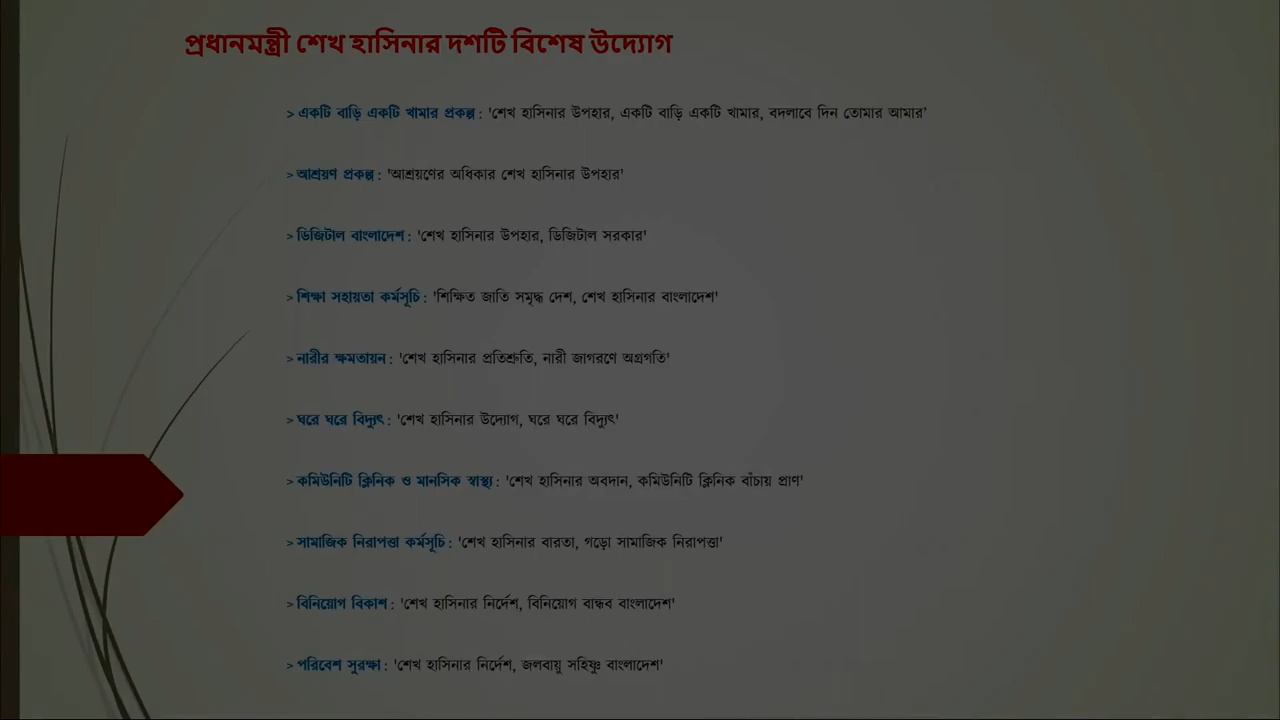 প্রধানমন্ত্রী শেখ হাসিনার দশটি বিশেষ উদ্যোগ
> একটি বাড়ি একটি খামার প্রকল্প : 'শেখ হাসিনার উপহার, একটি বাড়ি একটি খামার, বদলাবে দিন তোমার আমার'
> আশ্রয়ণ প্রকল্প : 'আশ্রয়ণের অধিকার শেখ হাসিনার উপহার'
> ডিজিটাল বাংলাদেশ : 'শেখ হাসিনার উপহার, ডিজিটাল সরকার'
> শিক্ষা সহায়তা কর্মসূচি : 'শিক্ষিত জাতি সমৃদ্ধ দেশ, শেখ হাসিনার বাংলাদেশ'
> নারীর ক্ষমতায়ন : 'শেখ হাসিনার প্রতিশ্রুতি, নারী জাগরণে অগ্রগতি'
> ঘরে ঘরে বিদ্যুৎ : 'শেখ হাসিনার উদ্যোগ, ঘরে ঘরে বিদ্যুৎ'
> কমিউনিটি ক্লিনিক ও মানসিক স্বাস্থ্য : 'শেখ হাসিনার অবদান, কমিউনিটি ক্লিনিক বাঁচায় প্রাণ'
> সামাজিক নিরাপত্তা কর্মসূচি : 'শেখ হাসিনার বারতা, গড়ো সামাজিক নিরাপত্তা'
> বিনিয়োগ বিকাশ : 'শেখ হাসিনার নির্দেশ, বিনিয়োগ বান্ধব বাংলাদেশ'
> পরিবেশ সুরক্ষা : 'শেখ হাসিনার নির্দেশ, জলবায়ু সহিষ্ণু বাংলাদেশ'